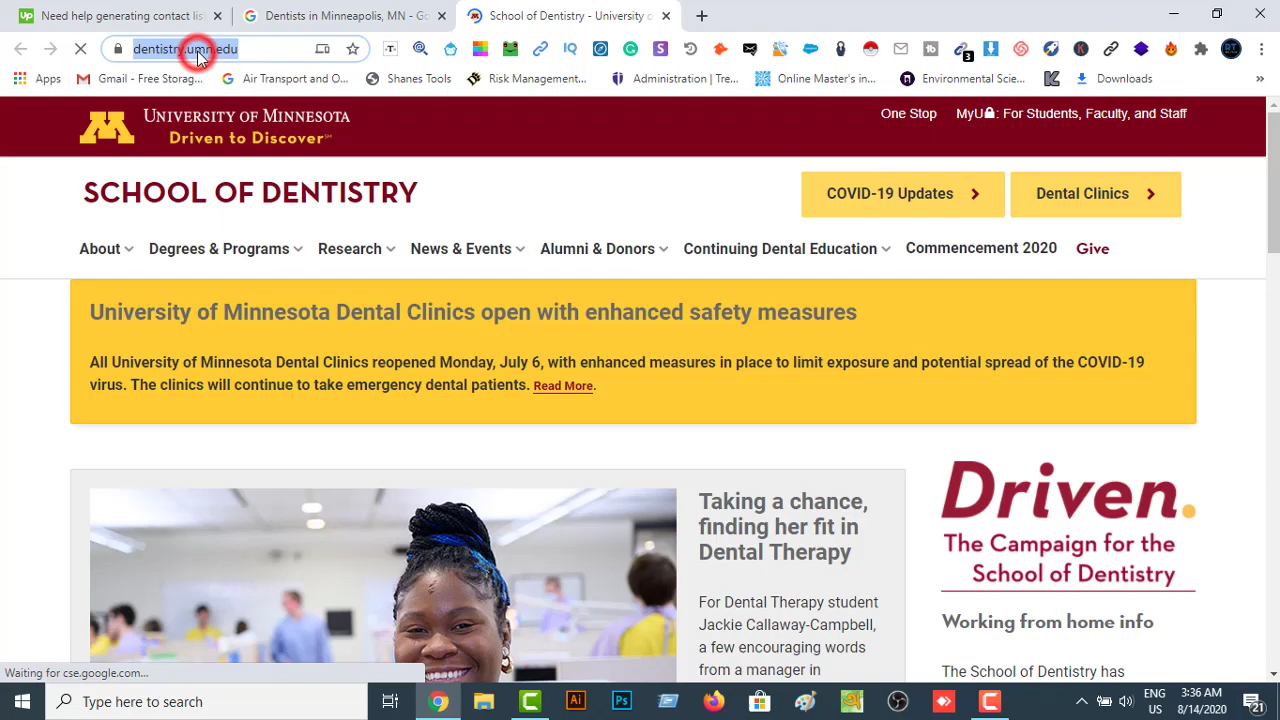 Need help generating contact list
Dentists in Minneapolis, MN - Go
School of Dentistry - University o
dentistry.umn.edu
Apps
Gmail - Free Storag...
Air Transport and O...
Shanes Tools
Risk Management...
Administration | Tre...
Online Master's in...
Environmental Scie...
Downloads
»
UNIVERSITY OF MINNESOTA
Driven to Discover℠
One Stop
MyU: For Students, Faculty, and Staff
SCHOOL OF DENTISTRY
COVID-19 Updates
Dental Clinics
About
Degrees & Programs
Research
News & Events
Alumni & Donors
Continuing Dental Education
Commencement 2020
Give
University of Minnesota Dental Clinics open with enhanced safety measures
All University of Minnesota Dental Clinics reopened Monday, July 6, with enhanced measures in place to limit exposure and potential spread of the COVID-19
virus. The clinics will continue to take emergency dental patients. Read More.
Taking a chance,
finding her fit in
Dental Therapy
For Dental Therapy student
Jackie Callaway-Campbell,
a few encouraging words
from a manager in
Driven.
The Campaign for the
School of Dentistry
Working from home info
The School of Dentistry has
Waiting for cse.google.com...
Type here to search
ENG
US
3:36 AM
8/14/2020
21